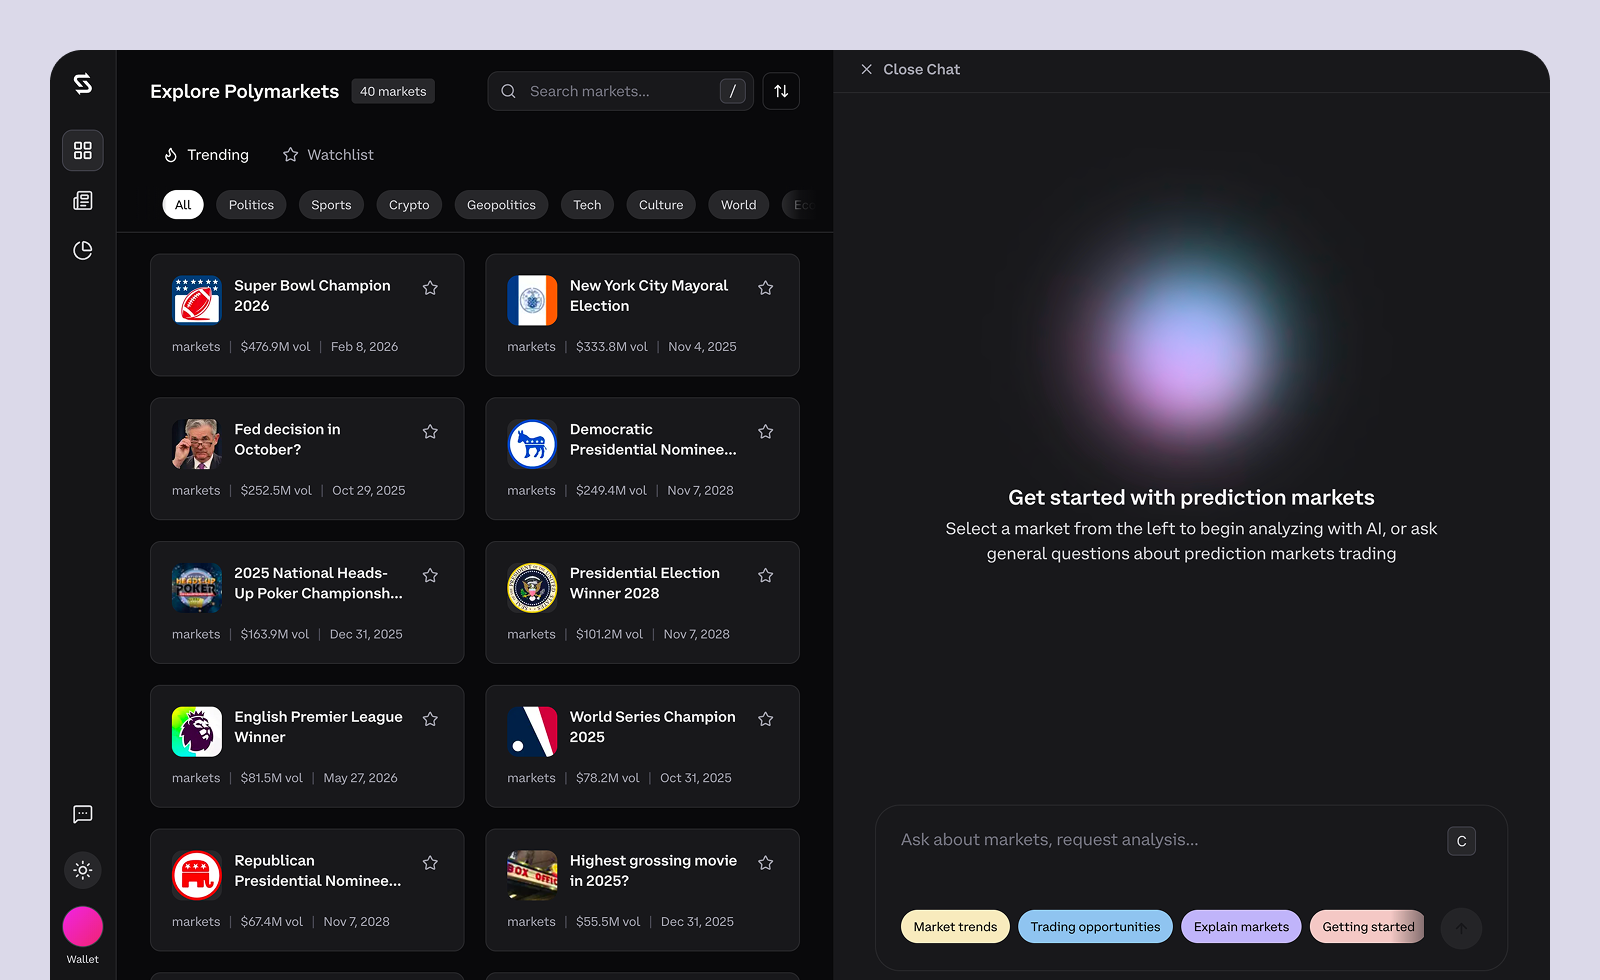 Explore Polymarkets
40 markets
Search markets...
/
Close Chat
Trending
Watchlist
All
Politics
Sports
Crypto
Geopolitics
Tech
Culture
World
Super Bowl Champion
2026
markets | $476.9M vol | Feb 8, 2026
New York City Mayoral
Election
markets | $333.8M vol | Nov 4, 2025
Fed decision in
October?
markets | $252.5M vol | Oct 29, 2025
Democratic
Presidential Nominee...
markets | $249.4M vol | Nov 7, 2028
HEADS-UP
POKER
2025 National Heads-
Up Poker Championsh...
markets | $163.9M vol | Dec 31, 2025
Presidential Election
Winner 2028
markets | $101.2M vol | Nov 7, 2028
English Premier League
Winner
markets | $81.5M vol | May 27, 2026
World Series Champion
2025
markets | $78.2M vol | Oct 31, 2025
Republican
Presidential Nominee...
markets | $67.4M vol | Nov 7, 2028
BOX OFFI
Highest grossing movie
in 2025?
markets | $55.5M vol | Dec 31, 2025
Wallet
Get started with prediction markets
Select a market from the left to begin analyzing with AI, or ask
general questions about prediction markets trading
Ask about markets, request analysis...
C
Market trends
Trading opportunities
Explain markets
Getting started